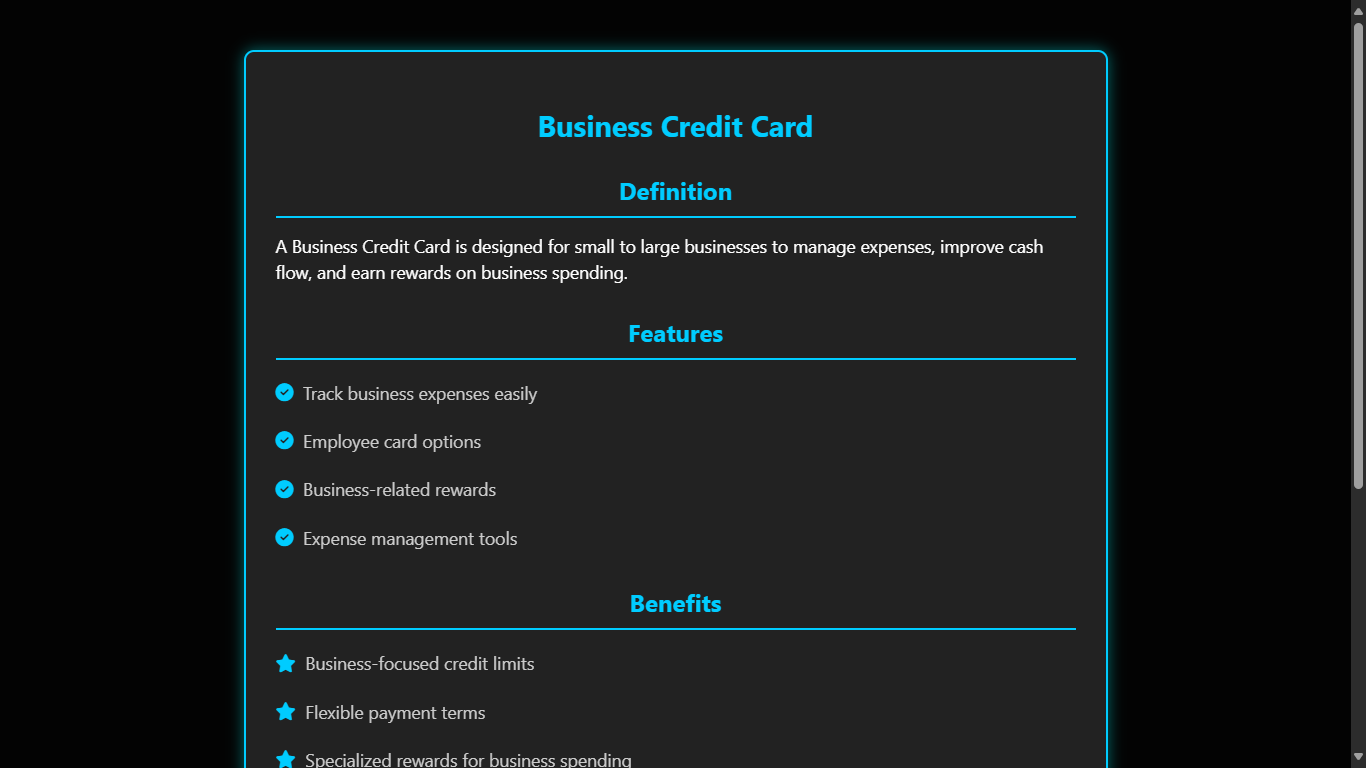 Business Credit Card
Definition
A Business Credit Card is designed for small to large businesses to manage expenses, improve cash
flow, and earn rewards on business spending.
Features
Track business expenses easily
Employee card options
Business-related rewards
Expense management tools
Benefits
Business-focused credit limits
Flexible payment terms
Specialized rewards for business spending